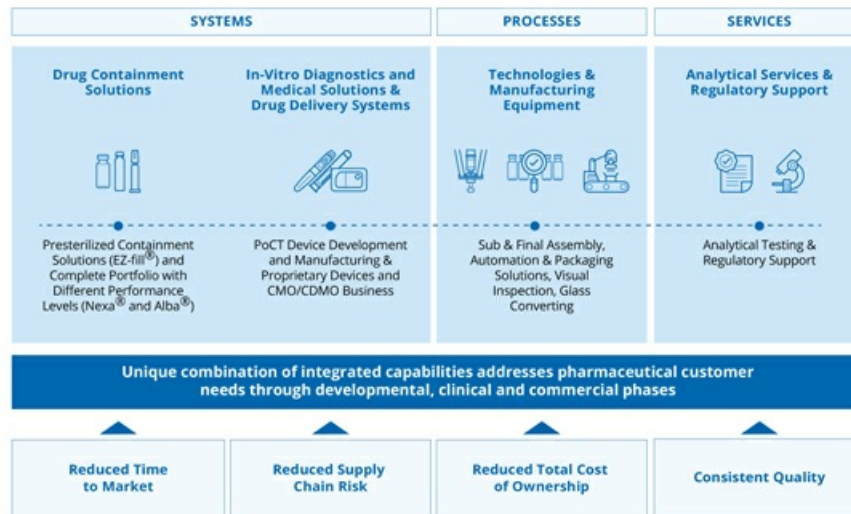 SYSTEMS
PROCESSES
SERVICES
Drug Containment
Solutions
In-Vitro Diagnostics and
Medical Solutions &
Drug Delivery Systems
Technologies &
Manufacturing
Equipment
Analytical Services &
Regulatory Support
Presterilized Containment
Solutions (EZ-fill®) and
Complete Portfolio with
Different Performance
Levels (Nexa® and Alba®)
PoCT Device Development
and Manufacturing &
Proprietary Devices and
CMO/CDMO Business
Sub & Final Assembly,
Automation & Packaging
Solutions, Visual
Inspection, Glass
Converting
Analytical Testing &
Regulatory Support
Unique combination of integrated capabilities addresses pharmaceutical customer
needs through developmental, clinical and commercial phases
Reduced Time
to Market
Reduced Supply
Chain Risk
Reduced Total Cost
of Ownership
Consistent Quality